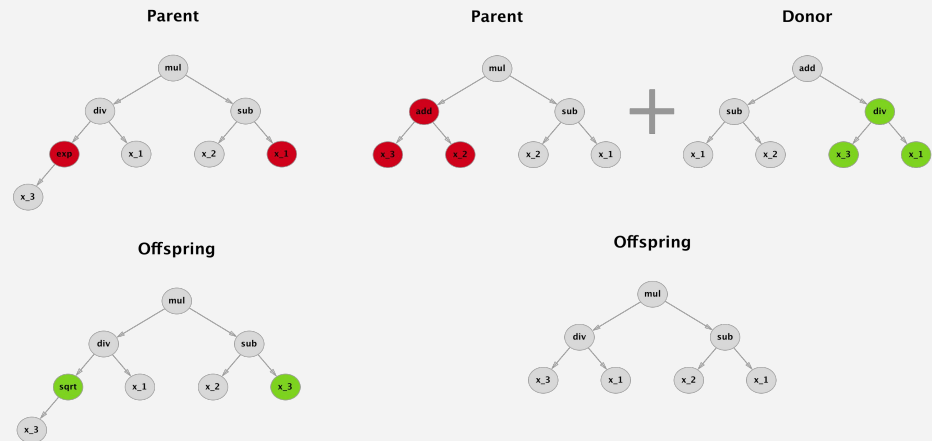 Parent Parent Donor
mul mul add
div sub add sub sub div
exp x_1 x_2 x_1 x_3 x_2 x_2 x_1 x_1 x_2 x_3 x_1
x_3
Offspring Offspring
mul mul
div sub div sub
sqrt x_1 x_2 x_3 x_3 x_1 x_2 x_1
x_3